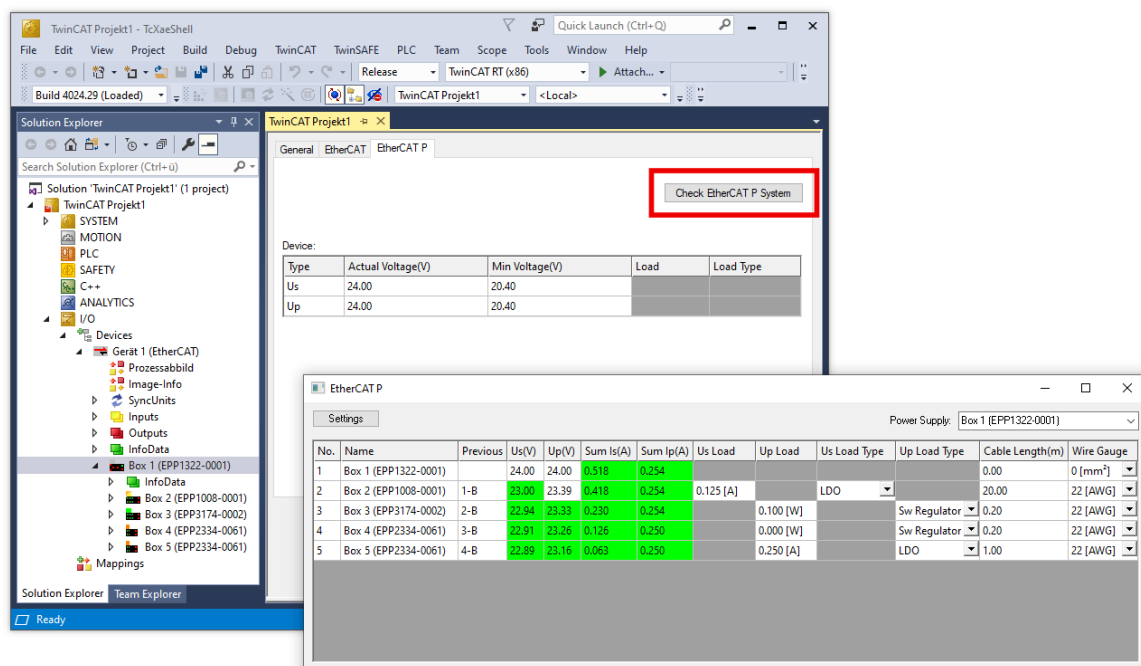 TwinCAT Projekt1 - TcXaeShell
Quick Launch (Ctrl+Q)
File Edit View Project Build Debug TwinCAT TwinSAFE PLC Team Scope Tools Window Help
Release TwinCAT RT (x86) Attach...
Build 4024.29 (Loaded) TwinCAT Projekt1 <Local>
Solution Explorer
Search Solution Explorer (Ctrl+ü)
Solution 'TwinCAT Projekt1' (1 project)
TwinCAT Projekt1
SYSTEM
MOTION
PLC
SAFETY
C++
ANALYTICS
I/O
Devices
Gerät 1 (EtherCAT)
Prozessabbild
Image-Info
SyncUnits
Inputs
Outputs
InfoData
Box 1 (EPP1322-0001)
InfoData
Box 2 (EPP1008-0001)
Box 3 (EPP3174-0002)
Box 4 (EPP2334-0061)
Box 5 (EPP2334-0061)
Mappings
Solution Explorer Team Explorer
Ready
TwinCAT Projekt1
General EtherCAT EtherCAT P
Check EtherCAT P System
Device:
Type Actual Voltage(V) Min Voltage(V) Load Load Type
Us 24.00 20.40
Up 24.00 20.40
EtherCAT P
Settings Power Supply: Box 1 (EPP1322-0001)
No. Name Previous Us(V) Up(V) Sum Is(A) Sum Ip(A) Us Load Up Load Us Load Type Up Load Type Cable Length(m) Wire Gauge
1 Box 1 (EPP1322-0001) 24.00 24.00 0.518 0.254 0.00 0 [mm²]
2 Box 2 (EPP1008-0001) 1-B 23.00 23.39 0.418 0.254 0.125 [A] LDO 20.00 22 [AWG]
3 Box 3 (EPP3174-0002) 2-B 22.94 23.33 0.230 0.254 0.100 [W] Sw Regulator 0.20 22 [AWG]
4 Box 4 (EPP2334-0061) 3-B 22.91 23.26 0.126 0.250 0.000 [W] Sw Regulator 0.20 22 [AWG]
5 Box 5 (EPP2334-0061) 4-B 22.89 23.16 0.063 0.250 0.250 [A] LDO 1.00 22 [AWG]